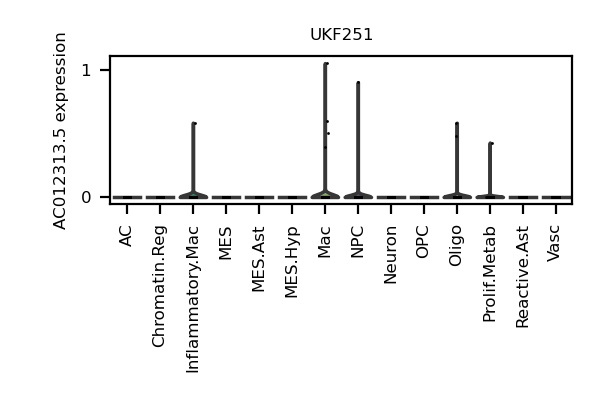 UKF251
AC012313.5 expression
1
0
AC
Chromatin.Reg
Inflammatory.Mac
MES
MES.Ast
MES.Hyp
Mac
NPC
Neuron
OPC
Oligo
Prolif.Metab
Reactive.Ast
Vasc